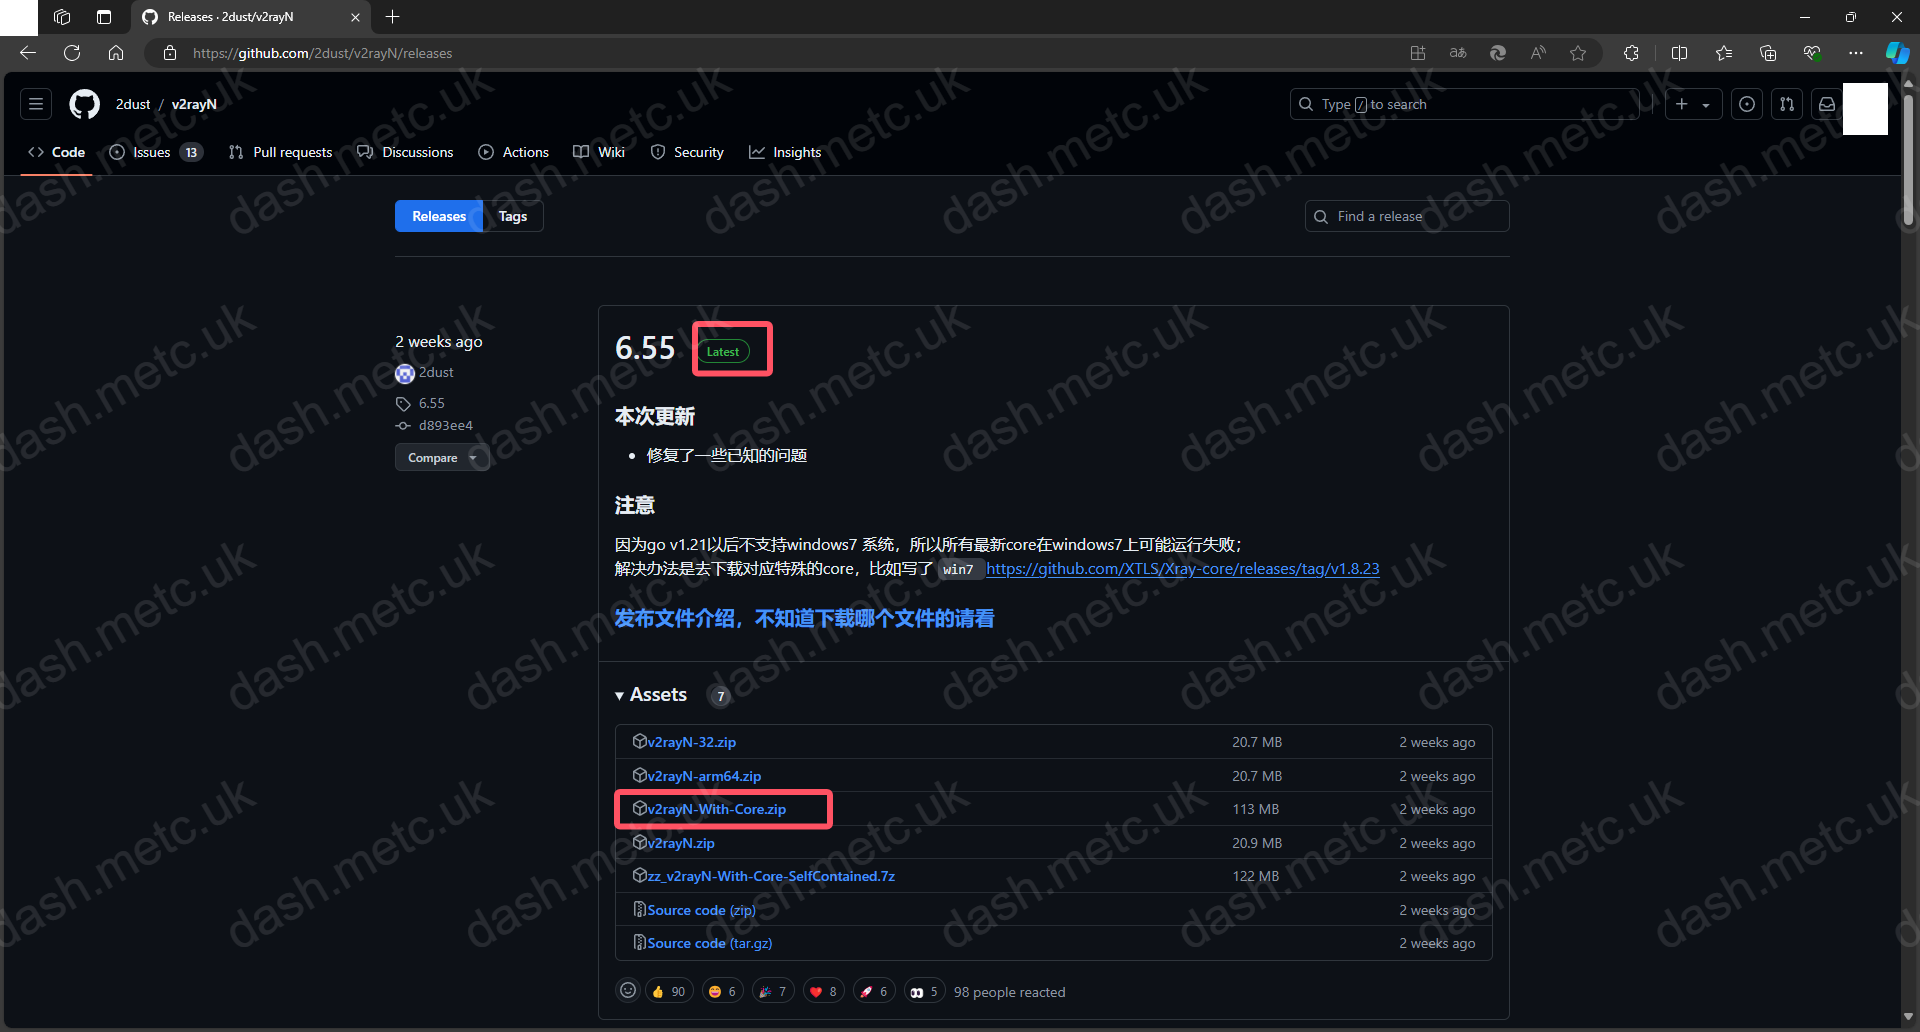 Releases · 2dust/v2rayN
https://github.com/2dust/v2rayN/releases
2dust / v2rayN
Type / to search
Code
Issues 13
Pull requests
Discussions
Actions
Wiki
Security
Insights
Releases
Tags
Find a release
2 weeks ago
2dust
6.55
d893ee4
Compare
6.55 Latest
本次更新
• 修复了一些已知的问题
注意
因为go v1.21以后不支持windows7 系统，所以所有最新core在windows7上可能运行失败；
解决办法是去下载对应特殊的core，比如写了 win7 https://github.com/XTLS/Xray-core/releases/tag/v1.8.23
发布文件介绍，不知道下载哪个文件的请看
Assets 7
v2rayN-32.zip 20.7 MB 2 weeks ago
v2rayN-arm64.zip 20.7 MB 2 weeks ago
v2rayN-With-Core.zip 113 MB 2 weeks ago
v2rayN.zip 20.9 MB 2 weeks ago
zz_v2rayN-With-Core-SelfContained.7z 122 MB 2 weeks ago
Source code (zip) 2 weeks ago
Source code (tar.gz) 2 weeks ago
👍 90 😄 6 🎉 7 ❤️ 8 🚀 6 👀 5 98 people reacted
dash.metc.uk